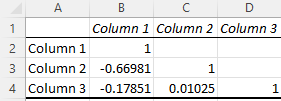 A B C D
1 Column 1 Column 2 Column 3
2 Column 1 1
3 Column 2 -0.66981 1
4 Column 3 -0.17851 0.01025 1